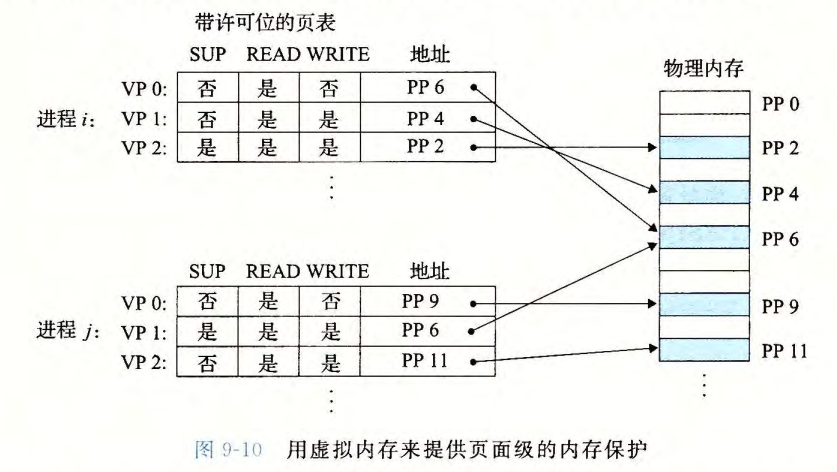 带许可位的页表
SUP READ WRITE 地址
VP 0: 否 是 否 PP 6
进程 i: VP 1: 否 是 是 PP 4
VP 2: 是 是 是 PP 2
⋮
SUP READ WRITE 地址
VP 0: 否 是 否 PP 9
进程 j: VP 1: 是 是 是 PP 6
VP 2: 否 是 是 PP 11
⋮
物理内存
PP 0
PP 2
PP 4
PP 6
PP 9
PP 11
⋮
图 9-10 用虚拟内存来提供页面级的内存保护